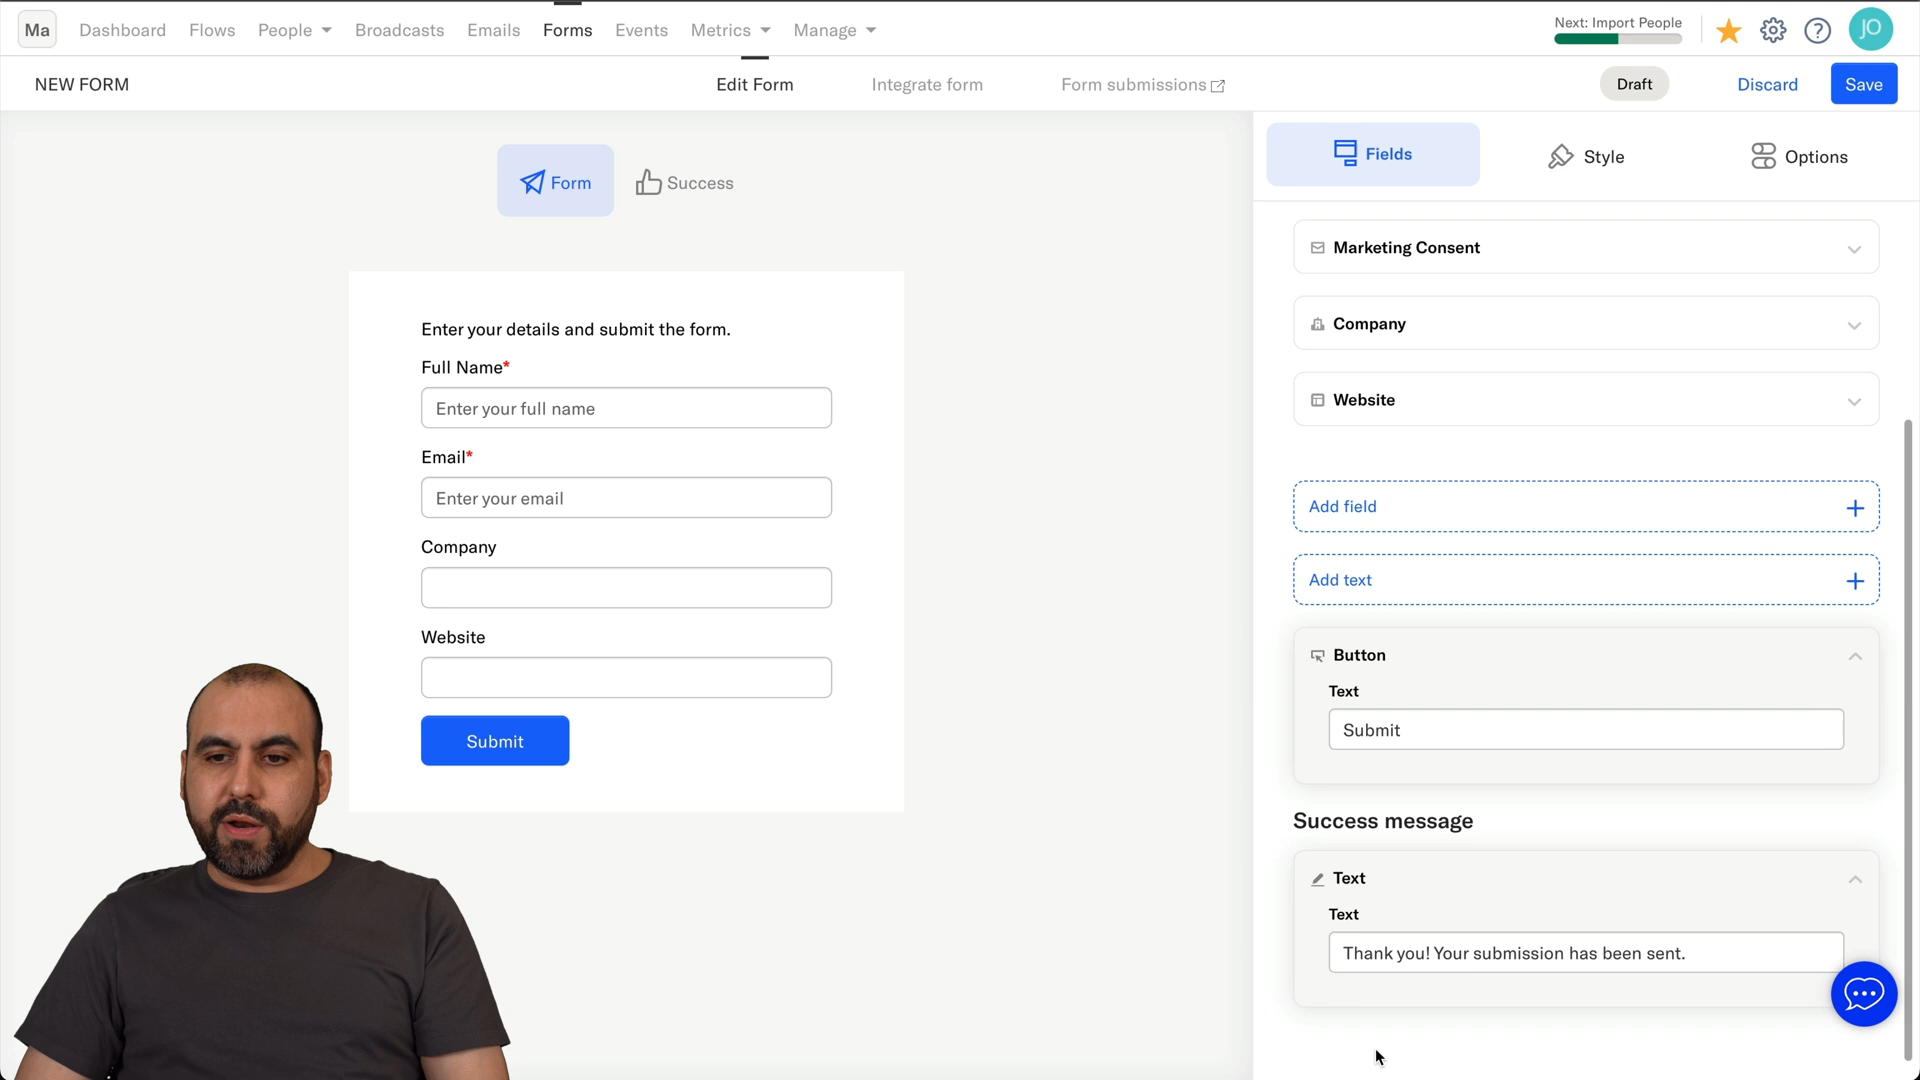 Ma
Dashboard
Flows
People
Broadcasts
Emails
Forms
Events
Metrics
Manage
Next: Import People
JO
NEW FORM
Edit Form
Integrate form
Form submissions
Draft
Discard
Save
Form
Success
Fields
Style
Options
Enter your details and submit the form.
Full Name*
Enter your full name
Email*
Enter your email
Company
Website
Submit
Marketing Consent
Company
Website
Add field
Add text
Button
Text
Submit
Success message
Text
Text
Thank you! Your submission has been sent.